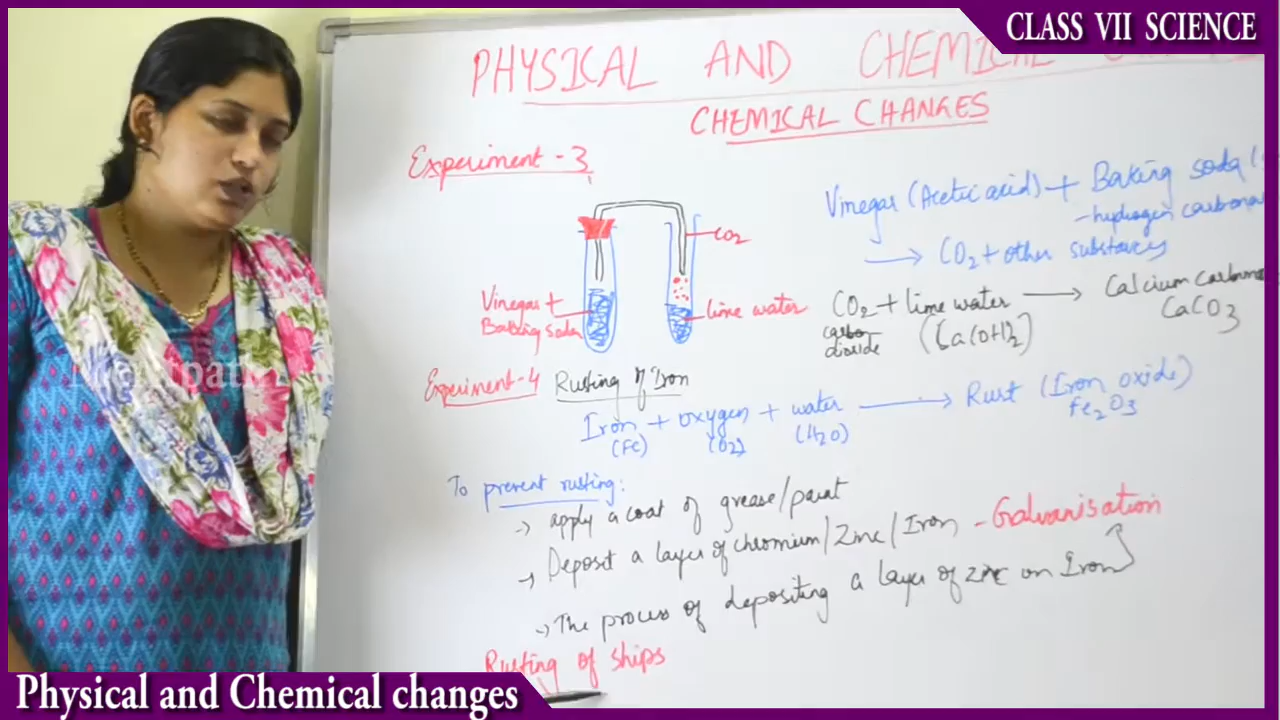 CLASS VII SCIENCE
PHYSICAL AND CHEMICAL
CHEMICAL CHANGES
Experiment - 3
Vinegar (Acetic acid) + Baking soda
- hydrogen carbona
→ CO2 + other substances
CO2
Vinegar +
Baking soda
lime water
CO2 + lime water → Calcium carbona
carbon
dioxide
(Ca(OH)2)
CaCO3
Experiment-4 Rusting of Iron
Iron + oxygen + water → Rust (Iron oxide)
(Fe) (O2) (H2O) Fe2O3
To prevent rusting:
→ apply a coat of grease/paint
→ Deposit a layer of chromium/Zinc/Iron - Galvanisation
→ The process of depositing a layer of zinc on Iron }
Rusting of ships
Physical and Chemical changes